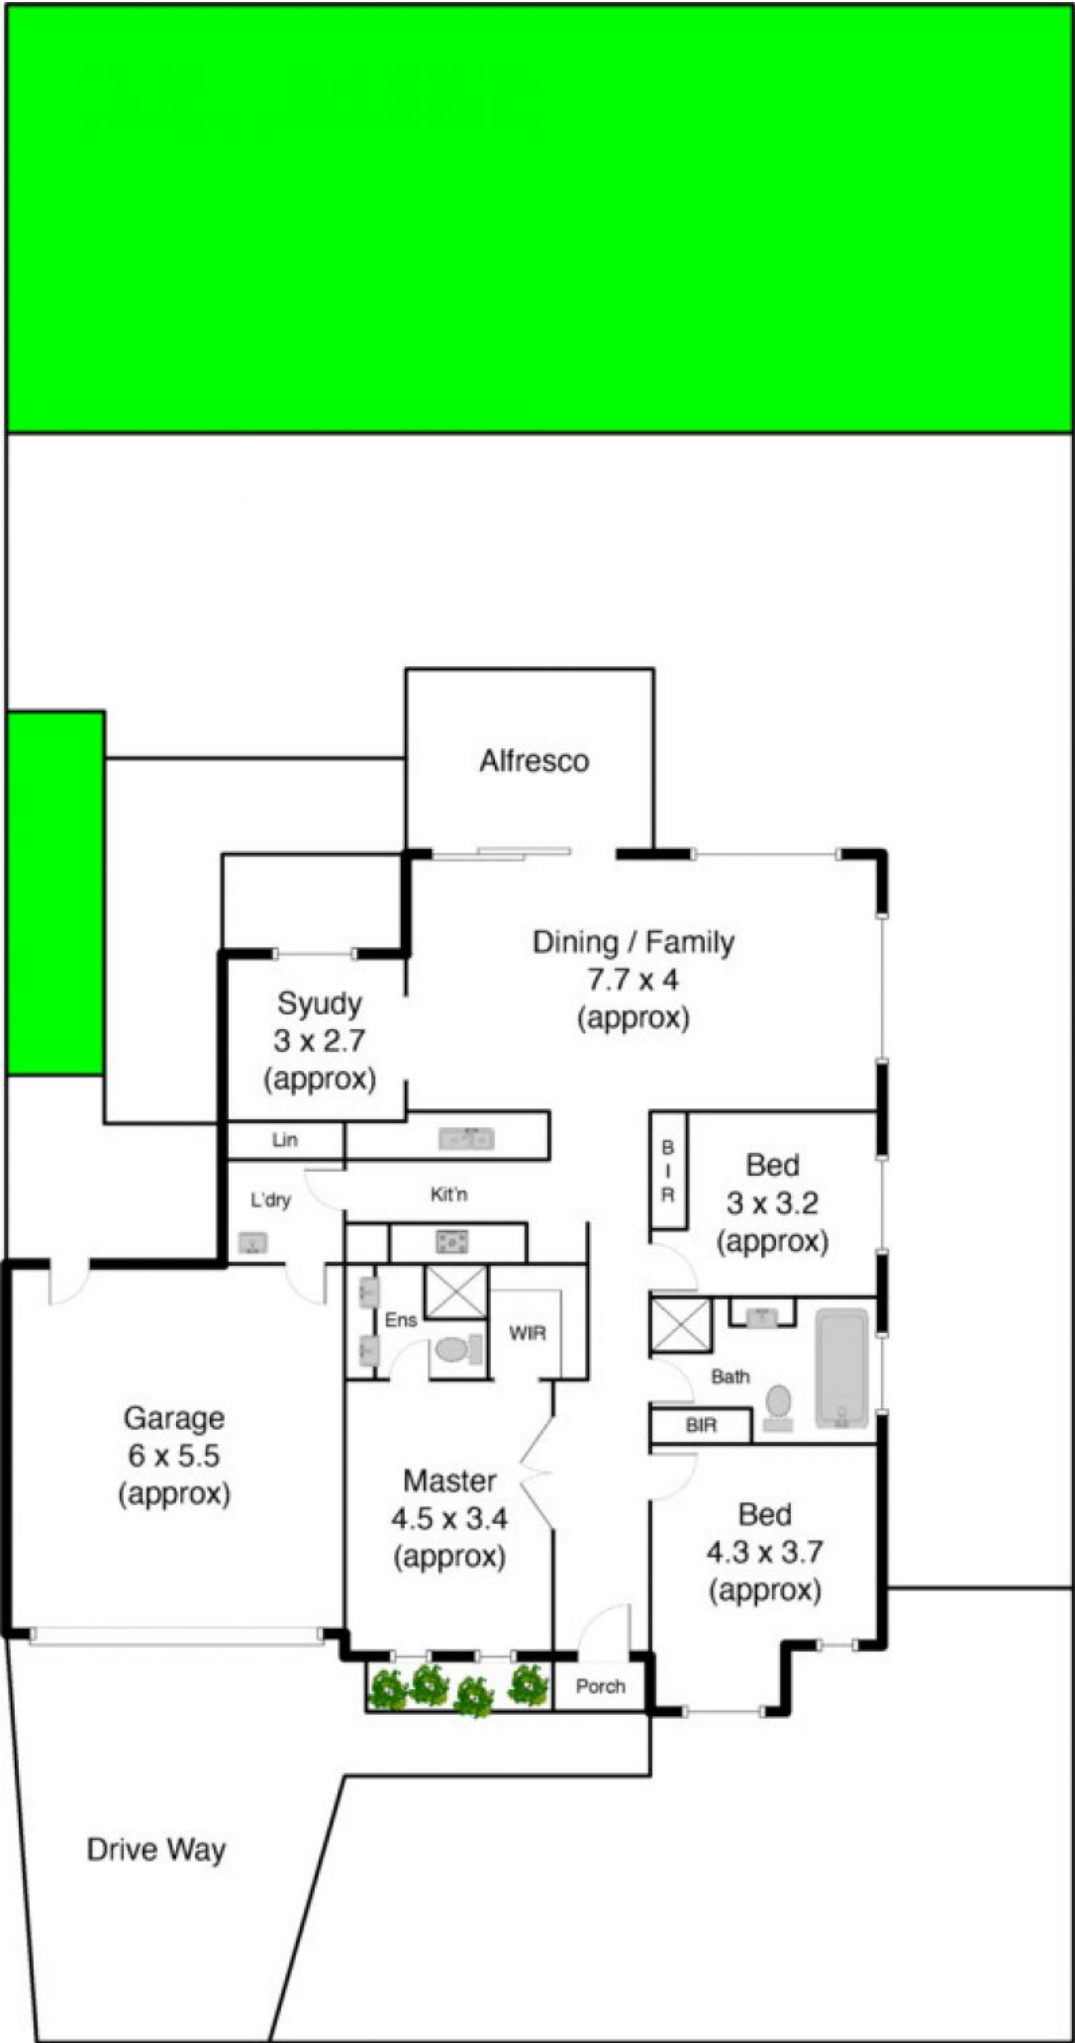 Alfresco
Dining / Family
7.7 x 4
(approx)
Syudy
3 x 2.7
(approx)
Lin
L'dry
Kit'n
B
I
R
Bed
3 x 3.2
(approx)
Ens
WIR
Bath
BIR
Garage
6 x 5.5
(approx)
Master
4.5 x 3.4
(approx)
Bed
4.3 x 3.7
(approx)
Porch
Drive Way